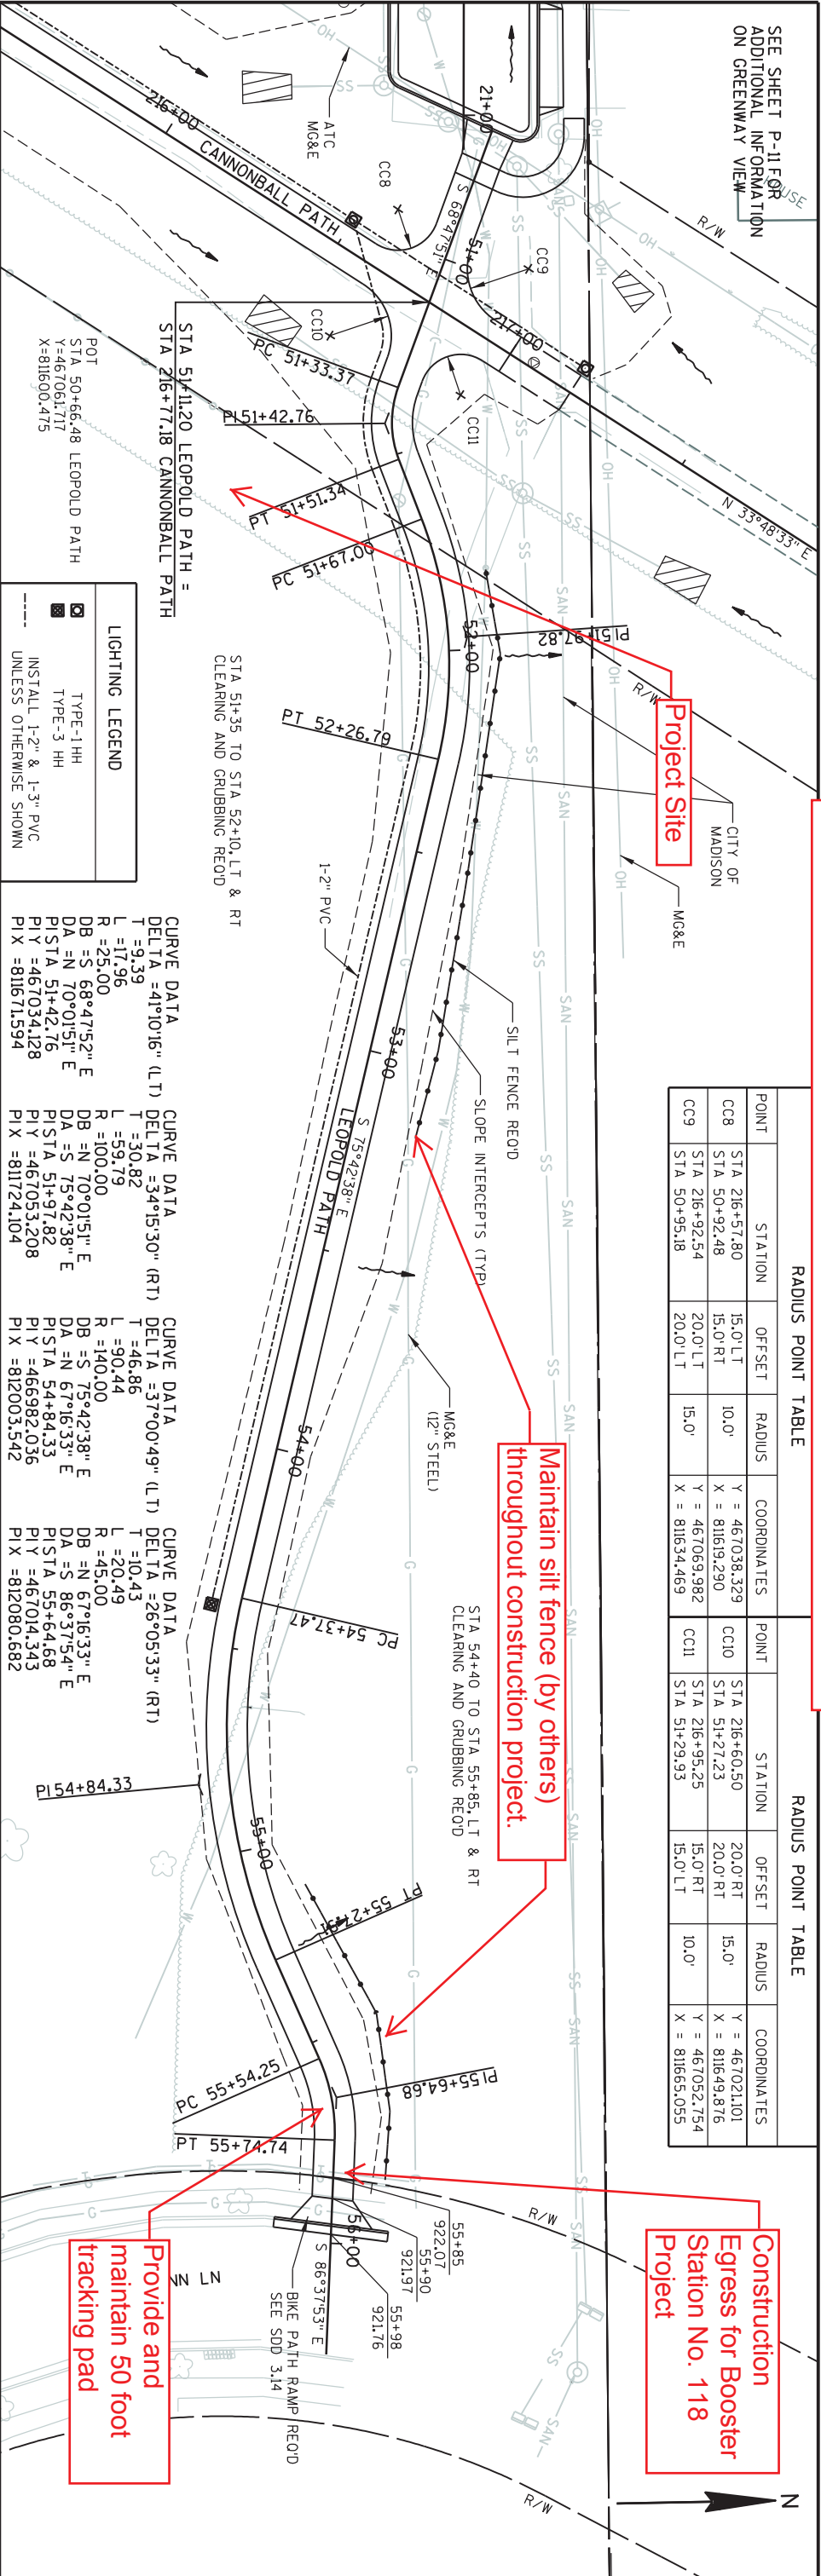 SEE SHEET P-11 FOR
ADDITIONAL INFORMATION
ON GREENWAY VIEW
HOUSE
RADIUS POINT TABLE
POINT STATION OFFSET RADIUS COORDINATES
CC8 STA 216+57.80 15.0' LT 10.0' Y = 467038.329
STA 50+92.48 15.0' RT X = 811619.290
CC9 STA 216+92.54 20.0' LT 15.0' Y = 467069.982
STA 50+95.18 20.0' LT X = 811634.469
RADIUS POINT TABLE
POINT STATION OFFSET RADIUS COORDINATES
CC10 STA 216+60.50 20.0' RT 15.0' Y = 467021.101
STA 51+27.23 20.0' RT X = 811649.876
CC11 STA 216+95.25 15.0' RT 10.0' Y = 467052.754
STA 51+29.93 15.0' LT X = 811665.055
R/W
R/W
R/W
R/W
ATC
MG&E
CC8
CC9
CC10
CC11
21+00
S 68°47'51" E
51+00
216+00
CANNONBALL PATH
217+00
N 33°48'33" E
PC 51+33.37
PI 51+42.76
PT 51+51.34
PC 51+67.00
PI 51+97.82
52+00
PT 52+26.79
STA 51+11.20 LEOPOLD PATH =
STA 216+77.18 CANNONBALL PATH
POT
STA 50+66.48 LEOPOLD PATH
Y=467061.717
X=811600.475
Project Site
CITY OF
MADISON
MG&E
STA 51+35 TO STA 52+10, LT & RT
CLEARING AND GRUBBING REQ'D
1-2" PVC
SILT FENCE REQ'D
SLOPE INTERCEPTS (TYP)
53+00
S 75°42'38" E
LEOPOLD PATH
MG&E
(12" STEEL)
54+00
Maintain silt fence (by others)
throughout construction project.
STA 54+40 TO STA 55+85, LT & RT
CLEARING AND GRUBBING REQ'D
PC 54+37.47
PI 54+84.33
55+00
PT 55+27.91
PC 55+54.25
PI 55+64.68
PT 55+74.74
55+85
922.07
55+90
921.97
55+98
921.76
56+00
S 86°37'53" E
BIKE PATH RAMP REQ'D
SEE SDD 3.14
NN LN
Construction
Egress for Booster
Station No. 118
Project
Provide and
maintain 50 foot
tracking pad
N
LIGHTING LEGEND
TYPE-1 HH
TYPE-3 HH
INSTALL 1-2" & 1-3" PVC
UNLESS OTHERWISE SHOWN
CURVE DATA
DELTA =41°10'16" (LT)
T =9.39
L =17.96
R =25.00
DB =S 68°47'52" E
DA =N 70°01'51" E
PISTA 51+42.76
PI Y =467034.128
PI X =811671.594
CURVE DATA
DELTA =34°15'30" (RT)
T =30.82
L =59.79
R =100.00
DB =N 70°01'51" E
DA =S 75°42'38" E
PISTA 51+97.82
PI Y =467053.208
PI X =811724.104
CURVE DATA
DELTA =37°00'49" (LT)
T =46.86
L =90.44
R =140.00
DB =S 75°42'38" E
DA =N 67°16'33" E
PISTA 54+84.33
PI Y =466982.036
PI X =812003.542
CURVE DATA
DELTA =26°05'33" (RT)
T =10.43
L =20.49
R =45.00
DB =N 67°16'33" E
DA =S 86°37'54" E
PISTA 55+64.68
PI Y =467014.343
PI X =812080.682